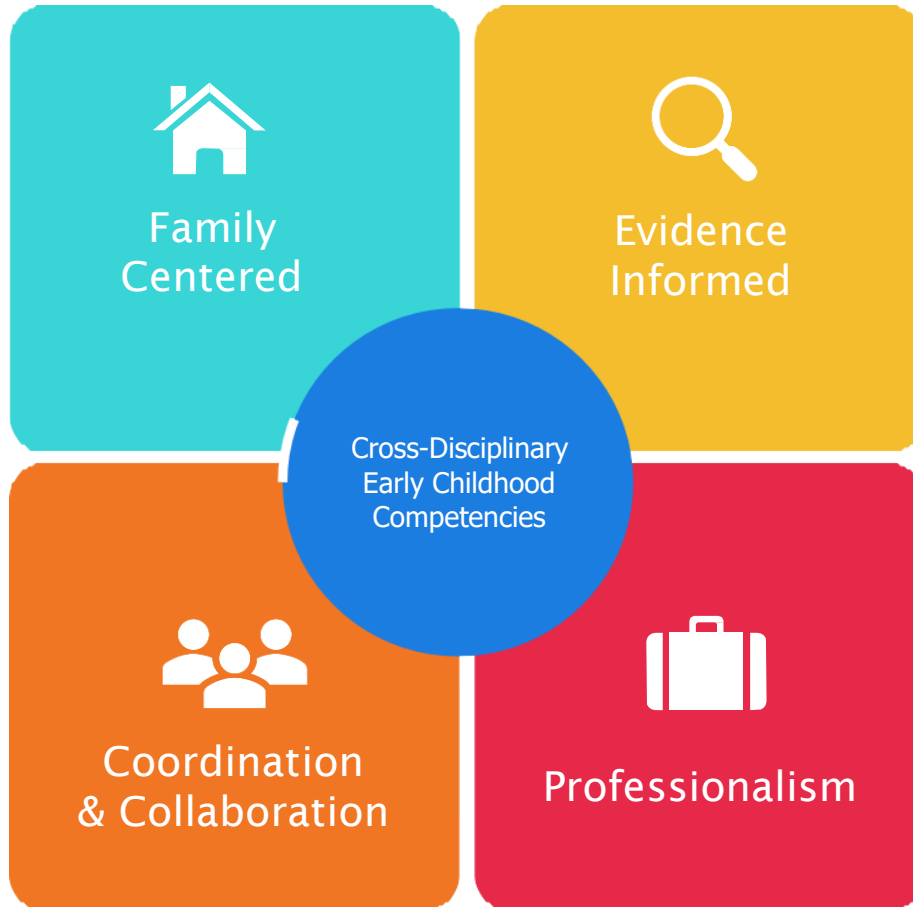 Family
Centered
Evidence
Informed
Cross-Disciplinary
Early Childhood
Competencies
Coordination
& Collaboration
Professionalism